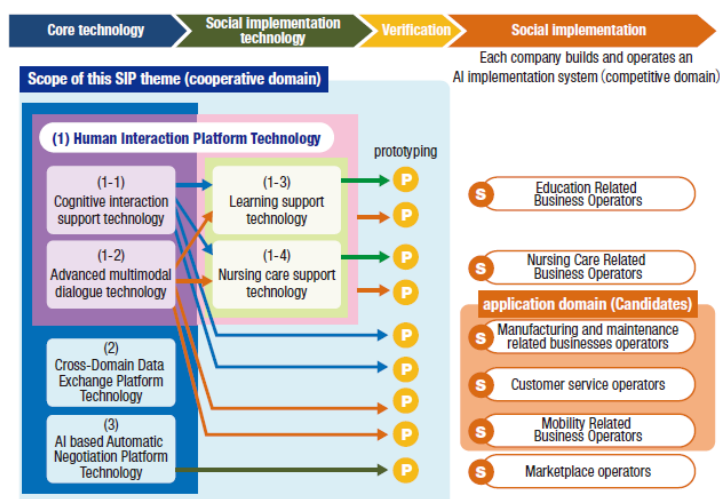 Core technology
Social implementation
technology
Verification
Social implementation
Each company builds and operates an
AI implementation system (competitive domain)
Scope of this SIP theme (cooperative domain)
(1) Human Interaction Platform Technology
prototyping
(1-1)
Cognitive interaction
support technology
(1-3)
Learning support
technology
P
P
S
Education Related
Business Operators
(1-2)
Advanced multimodal
dialogue technology
(1-4)
Nursing care support
technology
P
P
S
Nursing Care Related
Business Operators
application domain (Candidates)
P
S
Manufacturing and maintenance
related businesses operators
(2)
Cross-Domain Data
Exchange Platform
Technology
P
S
Customer service operators
P
(3)
AI based Automatic
Negotiation Platform
Technology
P
S
Mobility Related
Business Operators
P
S
Marketplace operators